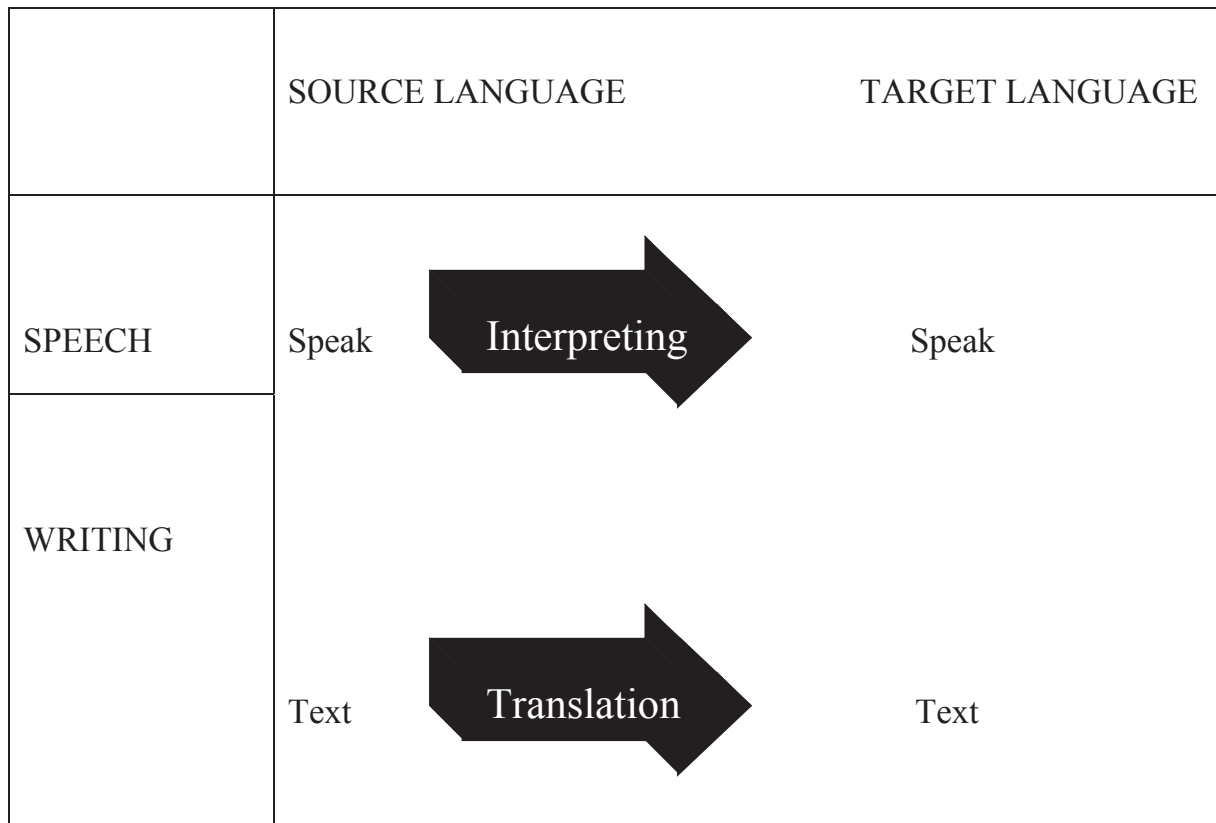 SOURCE LANGUAGE TARGET LANGUAGE
SPEECH Speak Interpreting Speak
WRITING
Text Translation Text